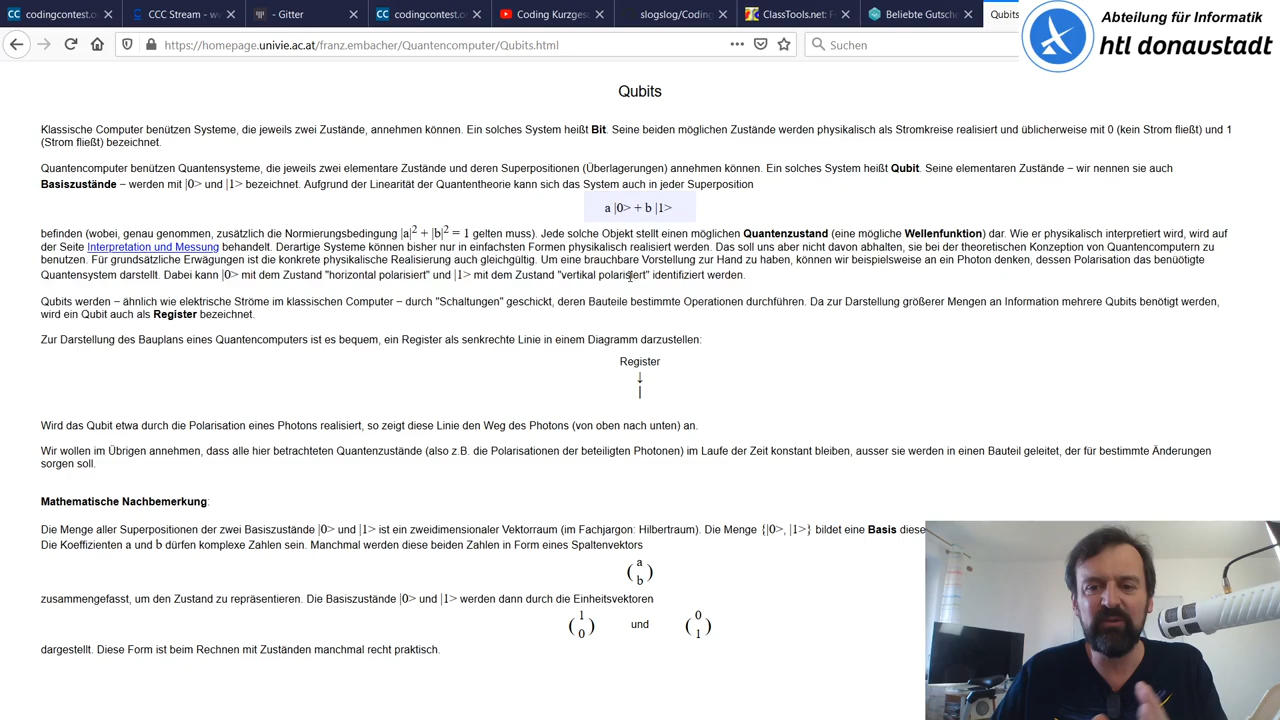 codingcontest.o
CCC Stream - w
- Gitter
codingcontest.o
Coding Kurzges
slogslog/Coding
ClassTools.net: F
Beliebte Gutsch
Qubits
Abteilung für Informatik
htl donaustadt
https://homepage.univie.ac.at/franz.embacher/Quantencomputer/Qubits.html
Suchen
Qubits
Klassische Computer benützen Systeme, die jeweils zwei Zustände, annehmen können. Ein solches System heißt Bit. Seine beiden möglichen Zustände werden physikalisch als Stromkreise realisiert und üblicherweise mit 0 (kein Strom fließt) und 1
(Strom fließt) bezeichnet.
Quantencomputer benützen Quantensysteme, die jeweils zwei elementare Zustände und deren Superpositionen (Überlagerungen) annehmen können. Ein solches System heißt Qubit. Seine elementaren Zustände – wir nennen sie auch
Basiszustände – werden mit |0> und |1> bezeichnet. Aufgrund der Linearität der Quantentheorie kann sich das System auch in jeder Superposition
a |0> + b |1>
befinden (wobei, genau genommen, zusätzlich die Normierungsbedingung |a|² + |b|² = 1 gelten muss). Jede solche Objekt stellt einen möglichen Quantenzustand (eine mögliche Wellenfunktion) dar. Wie er physikalisch interpretiert wird, wird auf
der Seite Interpretation und Messung behandelt. Derartige Systeme können bisher nur in einfachsten Formen physikalisch realisiert werden. Das soll uns aber nicht davon abhalten, sie bei der theoretischen Konzeption von Quantencomputern zu
benutzen. Für grundsätzliche Erwägungen ist die konkrete physikalische Realisierung auch gleichgültig. Um eine brauchbare Vorstellung zur Hand zu haben, können wir beispielsweise an ein Photon denken, dessen Polarisation das benüötigte
Quantensystem darstellt. Dabei kann |0> mit dem Zustand "horizontal polarisiert" und |1> mit dem Zustand "vertikal polarisiert" identifiziert werden.
Qubits werden – ähnlich wie elektrische Ströme im klassischen Computer – durch "Schaltungen" geschickt, deren Bauteile bestimmte Operationen durchführen. Da zur Darstellung größerer Mengen an Information mehrere Qubits benötigt werden,
wird ein Qubit auch als Register bezeichnet.
Zur Darstellung des Bauplans eines Quantencomputers ist es bequem, ein Register als senkrechte Linie in einem Diagramm darzustellen:
Register
↓
|
Wird das Qubit etwa durch die Polarisation eines Photons realisiert, so zeigt diese Linie den Weg des Photons (von oben nach unten) an.
Wir wollen im Übrigen annehmen, dass alle hier betrachteten Quantenzustände (also z.B. die Polarisationen der beteiligten Photonen) im Laufe der Zeit konstant bleiben, ausser sie werden in einen Bauteil geleitet, der für bestimmte Änderungen
sorgen soll.
Mathematische Nachbemerkung:
Die Menge aller Superpositionen der zwei Basiszustände |0> und |1> ist ein zweidimensionaler Vektorraum (im Fachjargon: Hilbertraum). Die Menge {|0>, |1>} bildet eine Basis diese
Die Koeffizienten a und b dürfen komplexe Zahlen sein. Manchmal werden diese beiden Zahlen in Form eines Spaltenvektors
a
( )
b
zusammengefasst, um den Zustand zu repräsentieren. Die Basiszustände |0> und |1> werden dann durch die Einheitsvektoren
1 0
( ) und ( )
0 1
dargestellt. Diese Form ist beim Rechnen mit Zuständen manchmal recht praktisch.